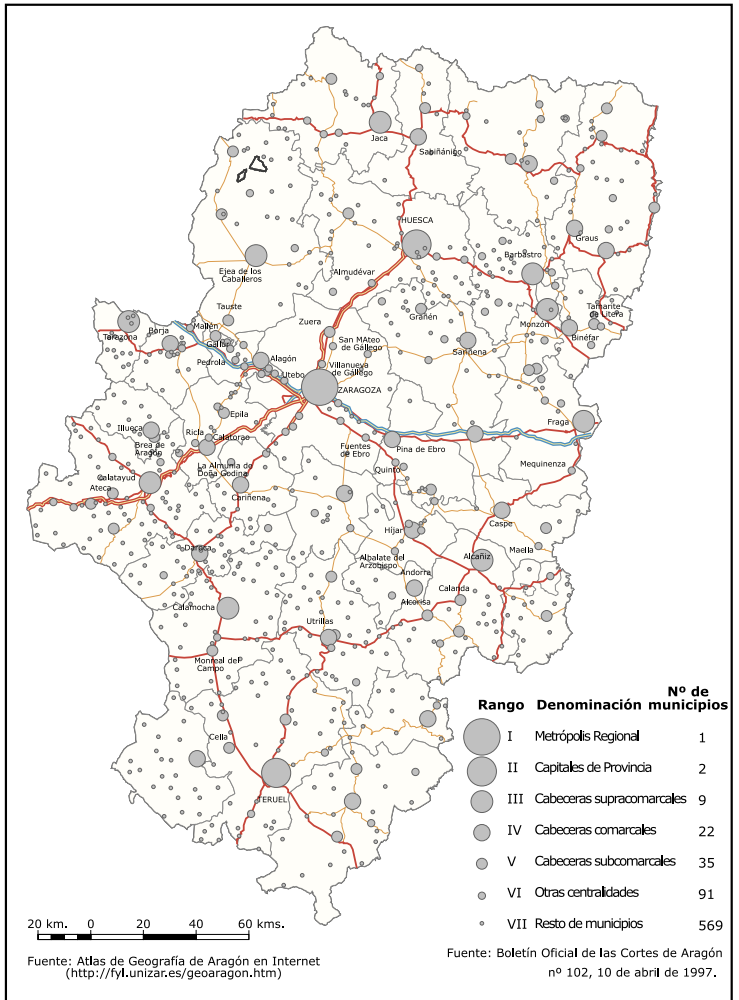 Jaca
Sabiñánigo
HUESCA
Graus
Ejea de los
Caballeros
Almudévar
Barbastro
Tauste
Mallén
Borja
Tarazona
Gallur
Pedrola
Alagón
Utebo
Zuera
San MAteo
de Gállego
Villanueva
de Gállego
ZARAGOZA
Grañén
Sariñena
Monzón
Tamarite
de Litera
Binéfar
Fraga
Mequinenza
Illueca
Brea de
Aragón
Ricla
Epila
Calatorao
La Almunia de
Doña Godina
Calatayud
Ateca
Cariñena
Fuentes
de Ebro
Pina de Ebro
Quinto
Caspe
Maella
Híjar
Alcañiz
Albalate del
Arzobispo
Andorra
Calanda
Alcorisa
Daroca
Calamocha
Utrillas
Monreal del
Campo
Cella
TERUEL
Rango Denominación Nº de municipios
I Metrópolis Regional 1
II Capitales de Provincia 2
III Cabeceras supracomarcales 9
IV Cabeceras comarcales 22
V Cabeceras subcomarcales 35
VI Otras centralidades 91
VII Resto de municipios 569
20 km. 0 20 40 60 kms.
Fuente: Atlas de Geografía de Aragón en Internet
(http://fyl.unizar.es/geoaragon.htm)
Fuente: Boletín Oficial de las Cortes de Aragón
nº 102, 10 de abril de 1997.